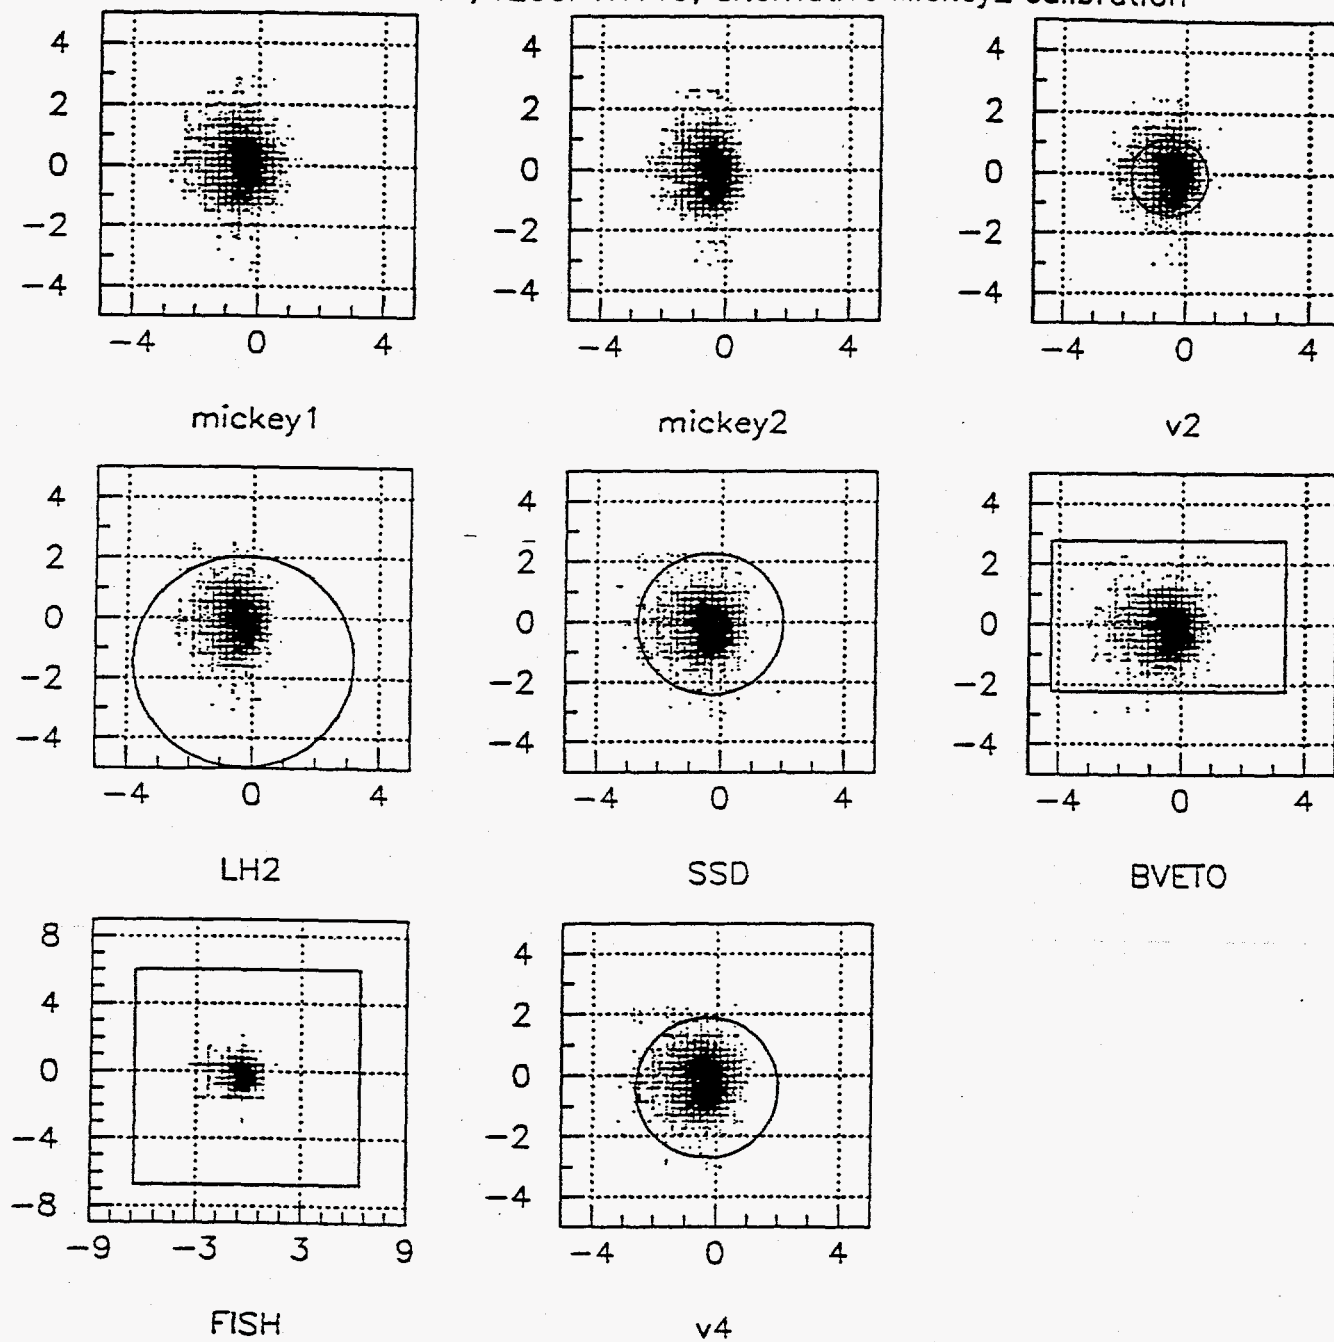 alternative mickey2 calibration
4 4 4
2 2 2
0 0 0
−2 −2 −2
−4 −4 −4
−4 0 4 −4 0 4 −4 0 4
mickey1 mickey2 v2
4 4 4
2 2 2
0 0 0
−2 −2 −2
−4 −4 −4
−4 0 4 −4 0 4 −4 0 4
LH2 SSD BVETO
8 4
4 2
0 0
−4 −2
−8 −4
−9 −3 3 9 −4 0 4
FISH v4